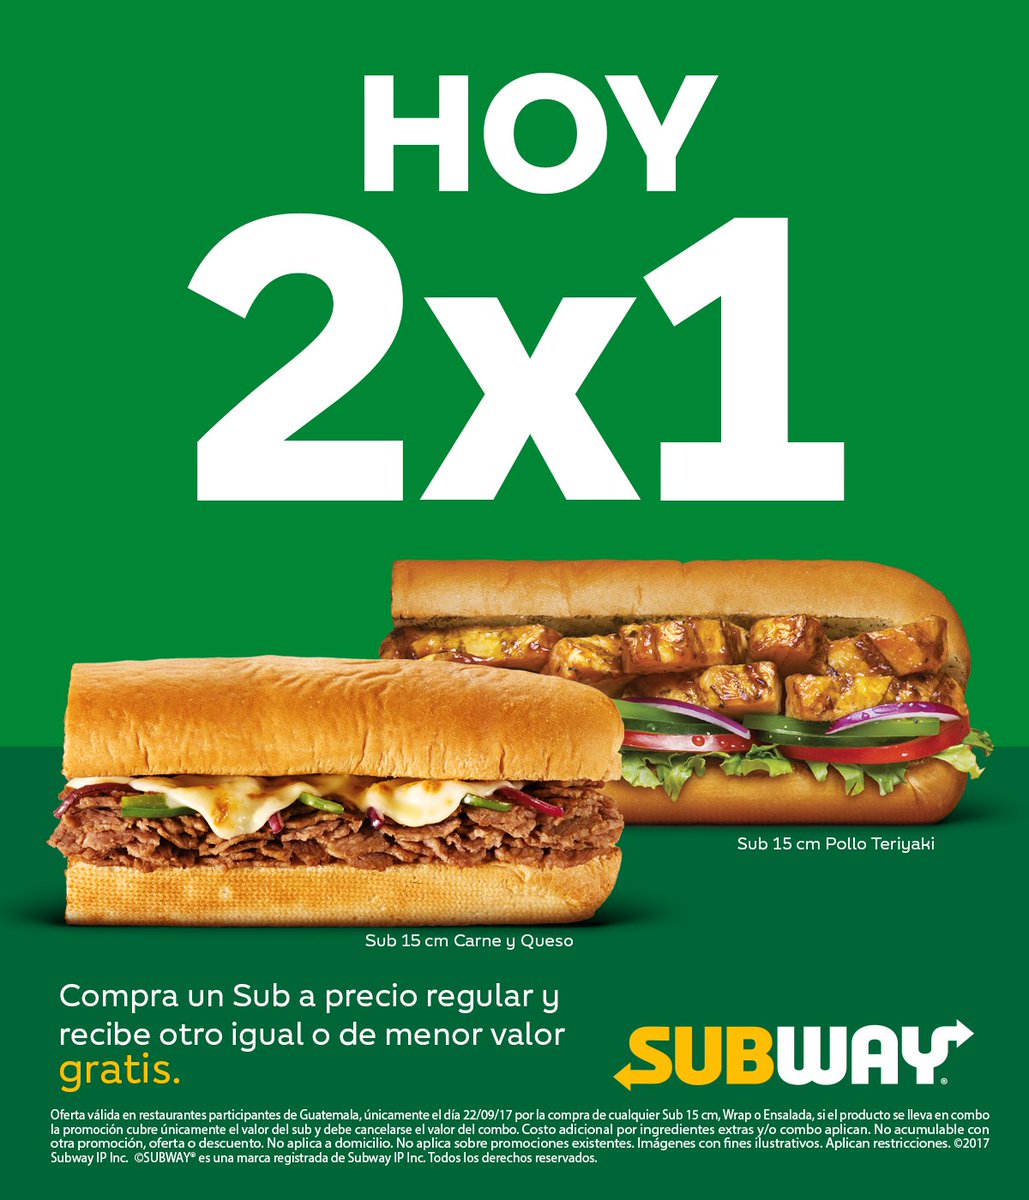 HOY
2x1
Sub 15 cm Pollo Teriyaki
Sub 15 cm Carne y Queso
Compra un Sub a precio regular y
recibe otro igual o de menor valor
gratis.
SUBWAY®
Oferta válida en restaurantes participantes de Guatemala, únicamente el día 22/09/17 por la compra de cualquier Sub 15 cm, Wrap o Ensalada, si el producto se lleva en combo
la promoción cubre únicamente el valor del sub y debe cancelarse el valor del combo. Costo adicional por ingredientes extras y/o combo aplican. No acumulable con
otra promoción, oferta o descuento. No aplica a domicilio. No aplica sobre promociones existentes. Imágenes con fines ilustrativos. Aplican restricciones. ©2017
Subway IP Inc. ©SUBWAY® es una marca registrada de Subway IP Inc. Todos los derechos reservados.